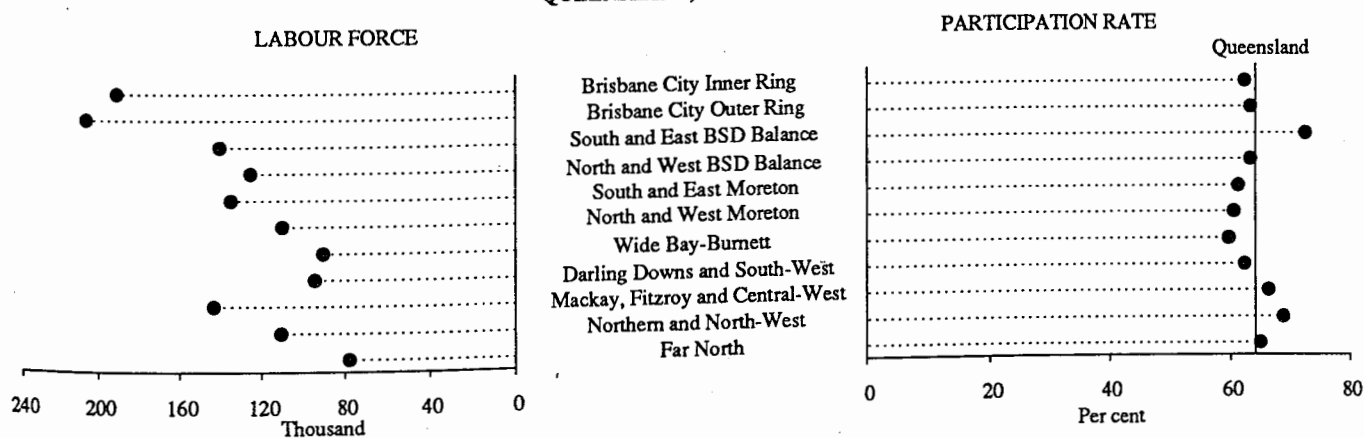 LABOUR FORCE
PARTICIPATION RATE
Queensland
Brisbane City Inner Ring
Brisbane City Outer Ring
South and East BSD Balance
North and West BSD Balance
South and East Moreton
North and West Moreton
Wide Bay-Burnett
Darling Downs and South-West
Mackay, Fitzroy and Central-West
Northern and North-West
Far North
240 200 160 120 80 40 0
Thousand
0 20 40 60 80
Per cent